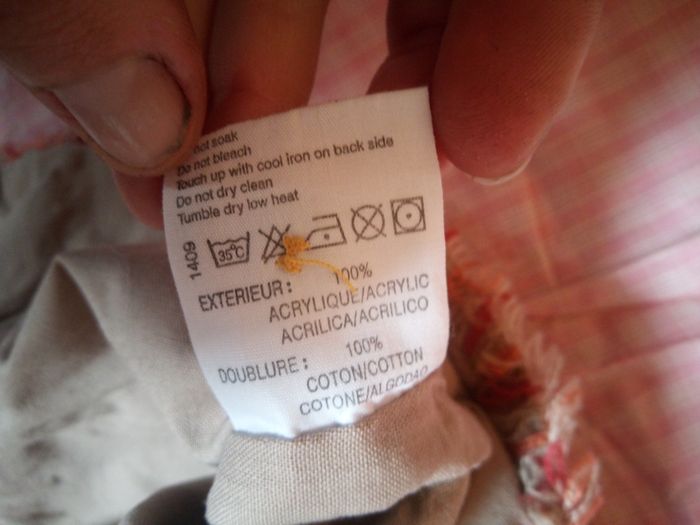 not soak
Do not bleach
Touch up with cool iron on back side
Do not dry clean
Tumble dry low heat
1409
35°C
EXTERIEUR: 100%
ACRYLIQUE/ACRYLIC
ACRILICA/ACRILICO
DOUBLURE: 100%
COTON/COTTON
COTONE/ALGODAO